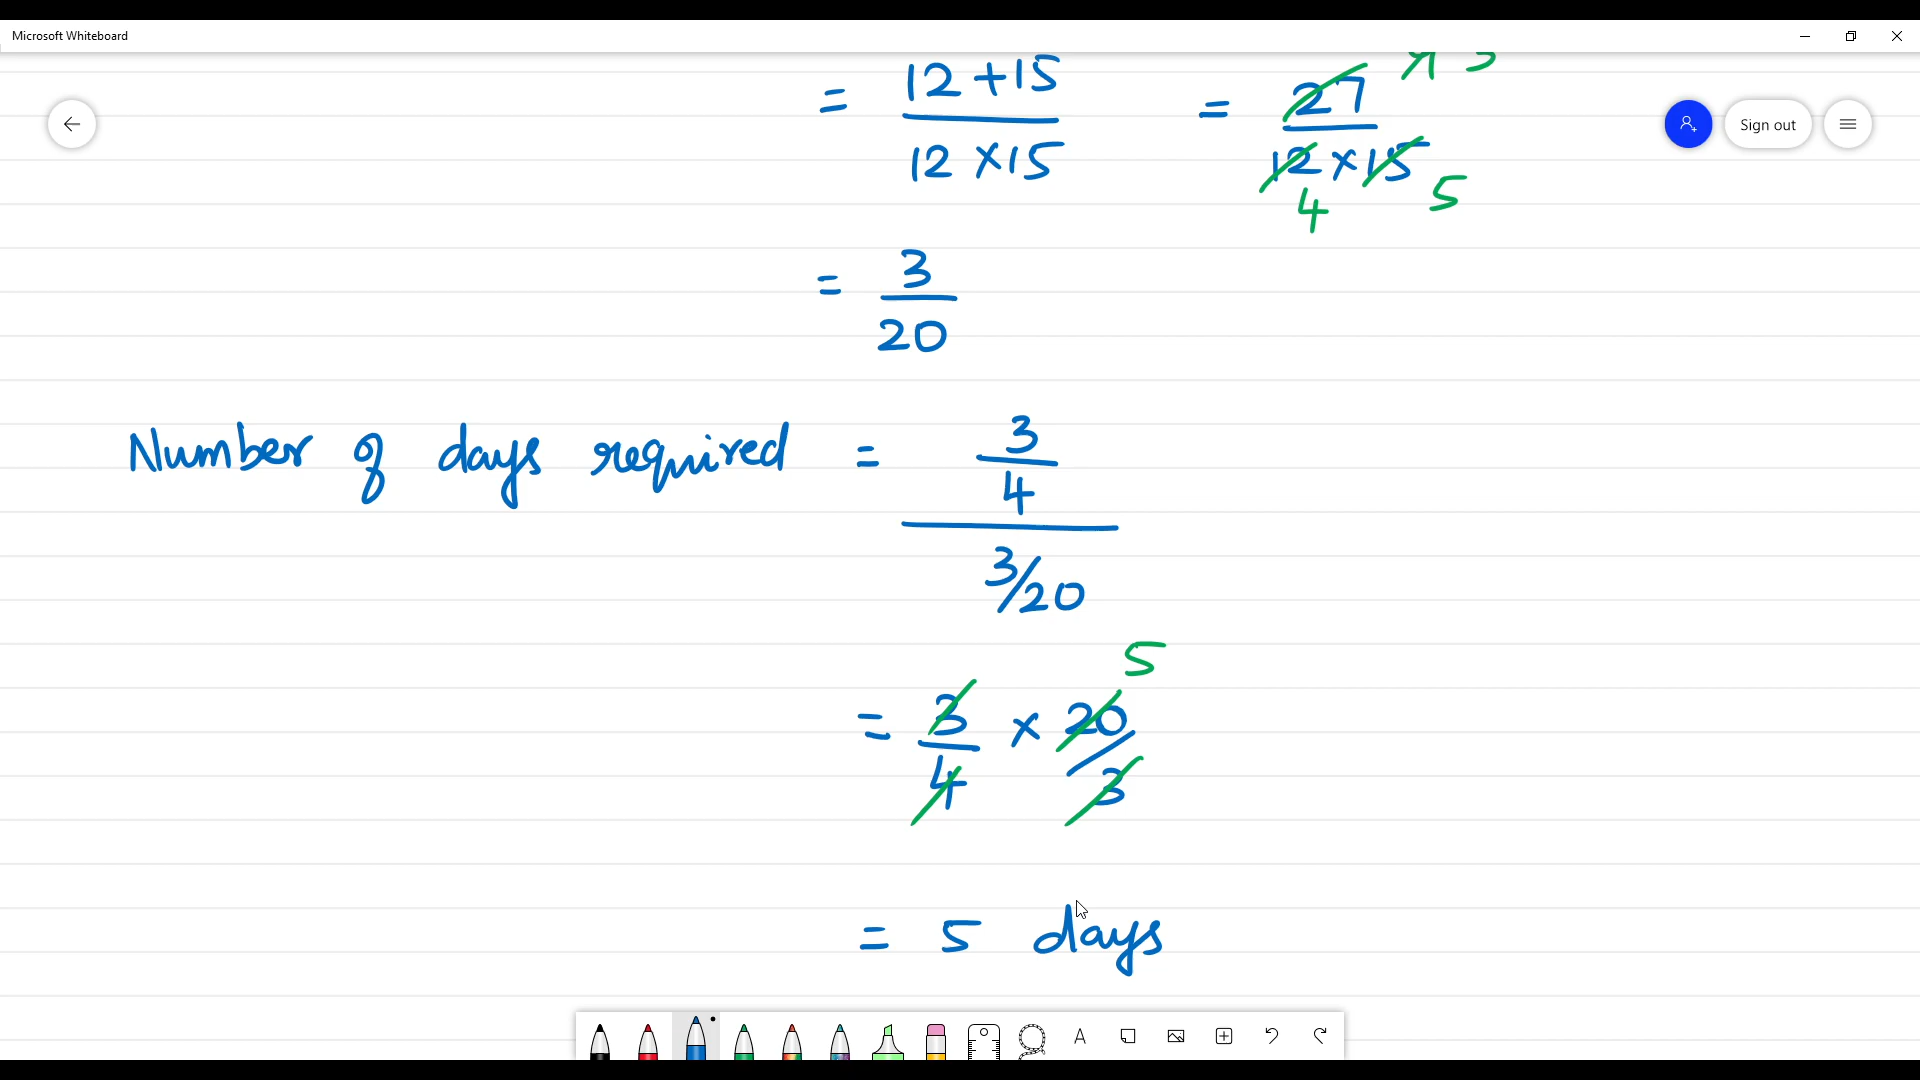 Microsoft Whiteboard
Sign out
= 12 + 15 / 12 × 15 = 27 / 12 × 15
4 5
= 3 / 20
Number of days required = 3/4 / 3/20
5
= 3/4 × 20/3
= 5 days
A